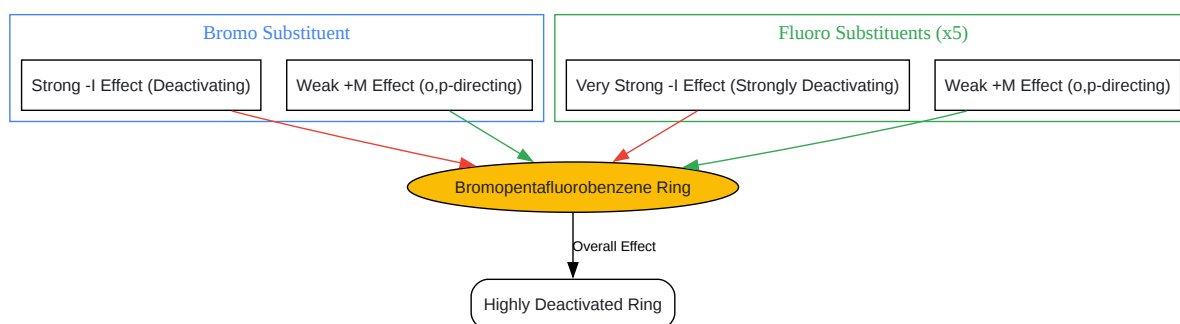 Bromo Substituent
Fluoro Substituents (x5)
Strong -I Effect (Deactivating)
Weak +M Effect (o,p-directing)
Very Strong -I Effect (Strongly Deactivating)
Weak +M Effect (o,p-directing)
Bromopentafluorobenzene Ring
Overall Effect
Highly Deactivated Ring